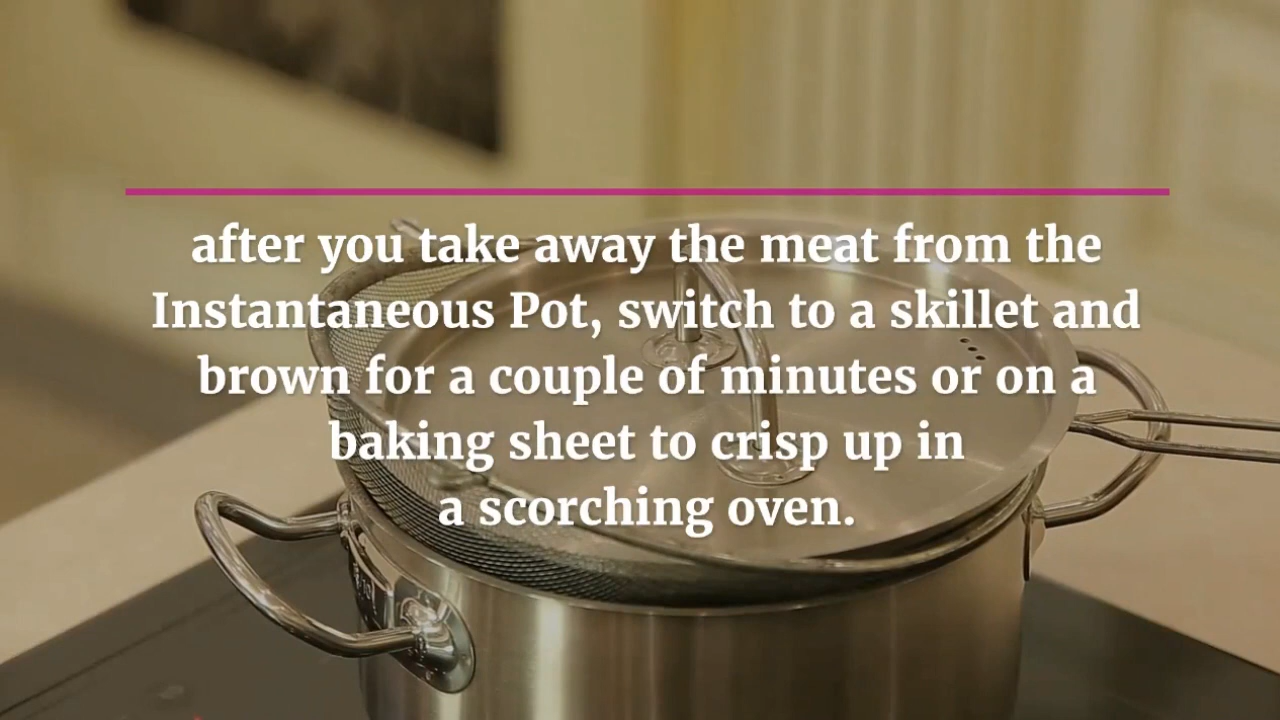 after you take away the meat from the
Instantaneous Pot, switch to a skillet and
brown for a couple of minutes or on a
baking sheet to crisp up in
a scorching oven.